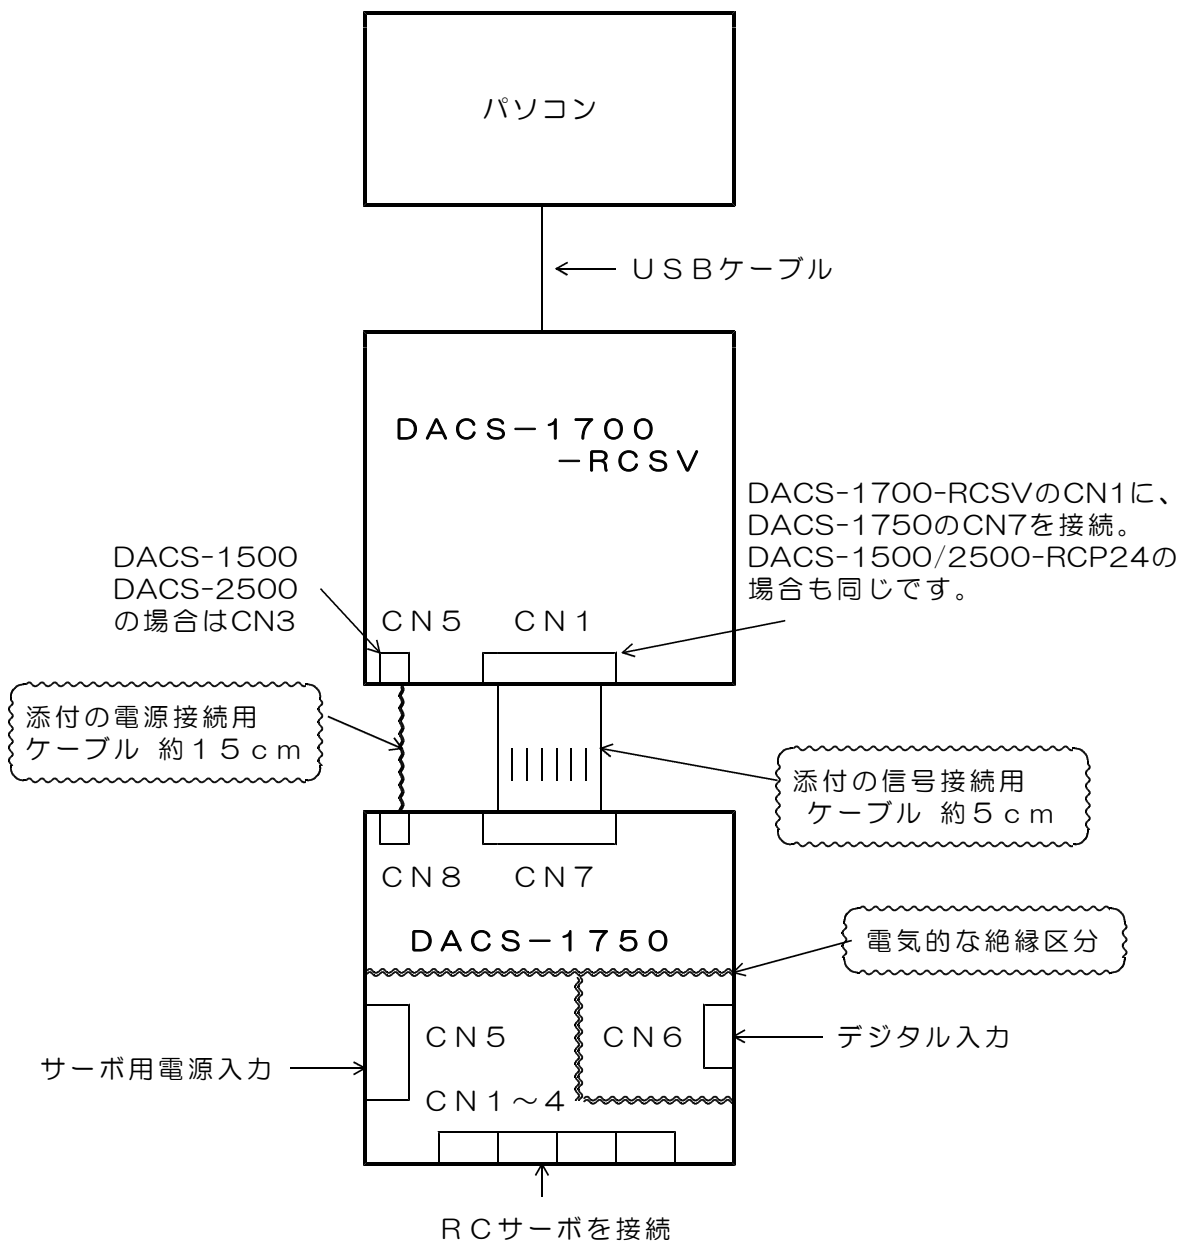 パソコン
USBケーブル
DACS-1700
-RCSV
DACS-1700-RCSVのCN1に、
DACS-1750のCN7を接続。
DACS-1500/2500-RCP24の
場合も同じです。
DACS-1500
DACS-2500
の場合はCN3
CN5
CN1
添付の電源接続用
ケーブル 約15cm
添付の信号接続用
ケーブル 約5cm
CN8
CN7
DACS-1750
電気的な絶縁区分
CN5
CN6
デジタル入力
サーボ用電源入力
CN1~4
RCサーボを接続